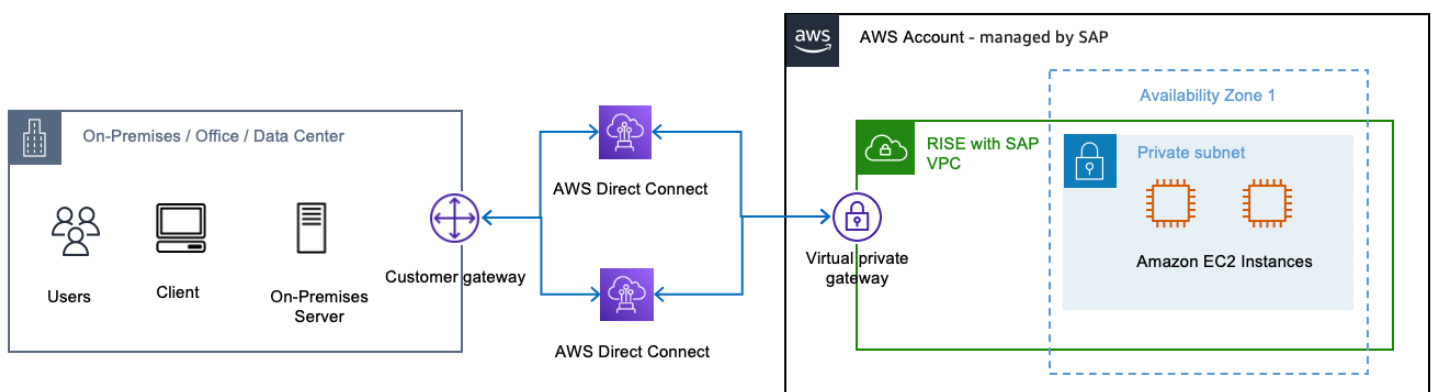 aws
AWS Account - managed by SAP
Availability Zone 1
On-Premises / Office / Data Center
RISE with SAP
VPC
Private subnet
AWS Direct Connect
Users
Client
On-Premises
Server
Customer gateway
Virtual private
gateway
Amazon EC2 Instances
AWS Direct Connect